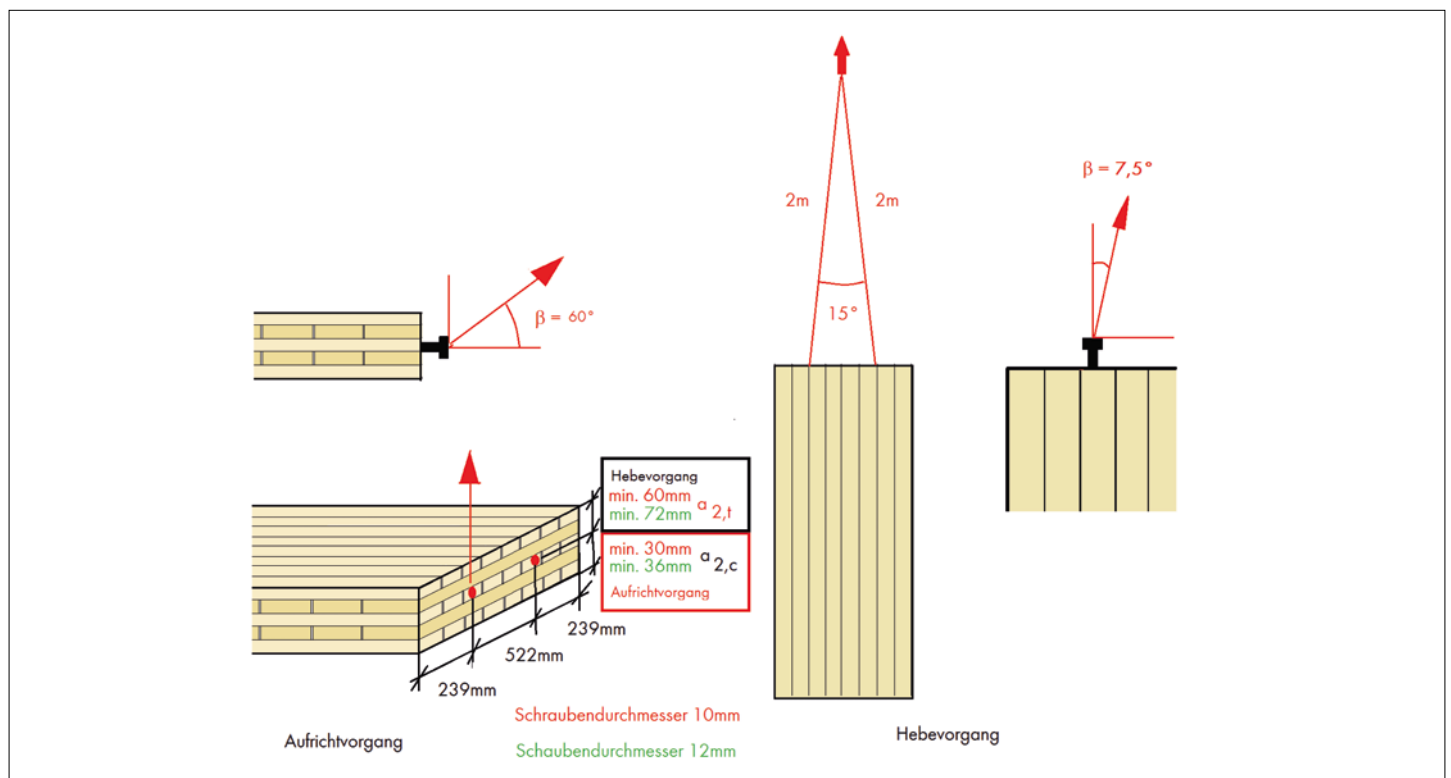 β = 60°
Hebevorgang
min. 60mm
min. 72mm
a 2,t
min. 30mm
min. 36mm
a 2,c
Aufrichtvorgang
239mm
522mm
239mm
Schraubendurchmesser 10mm
Schaubendurchmesser 12mm
Aufrichtvorgang
2m
2m
15°
Hebevorgang
β = 7,5°